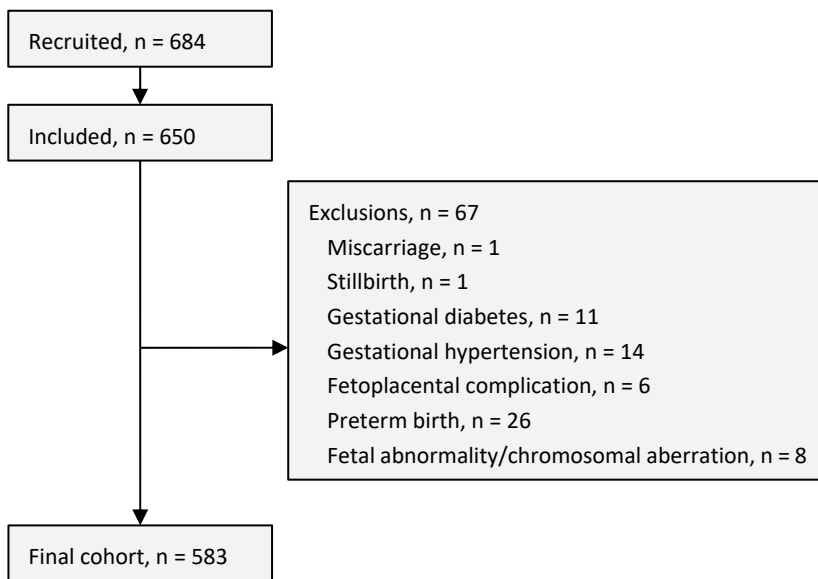 Recruited, n = 684
Included, n = 650
Exclusions, n = 67
Miscarriage, n = 1
Stillbirth, n = 1
Gestational diabetes, n = 11
Gestational hypertension, n = 14
Fetoplacental complication, n = 6
Preterm birth, n = 26
Fetal abnormality/chromosomal aberration, n = 8
Final cohort, n = 583